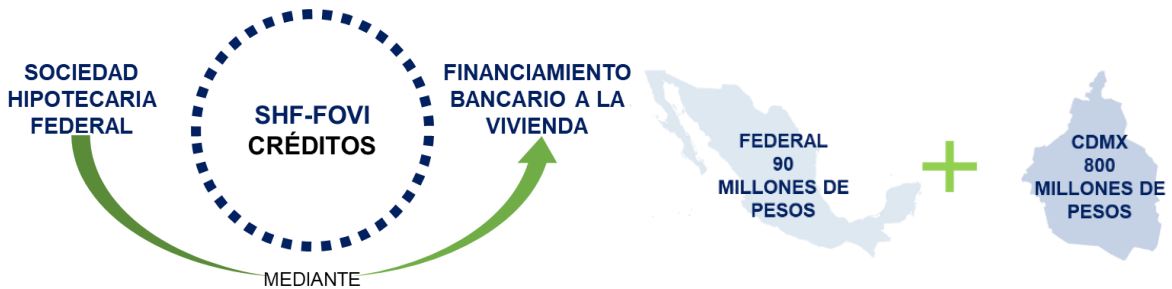 SOCIEDAD
HIPOTECARIA
FEDERAL
SHF-FOVI
CRÉDITOS
FINANCIAMIENTO
BANCARIO A LA
VIVIENDA
MEDIANTE
FEDERAL
90
MILLONES DE
PESOS
CDMX
800
MILLONES DE
PESOS